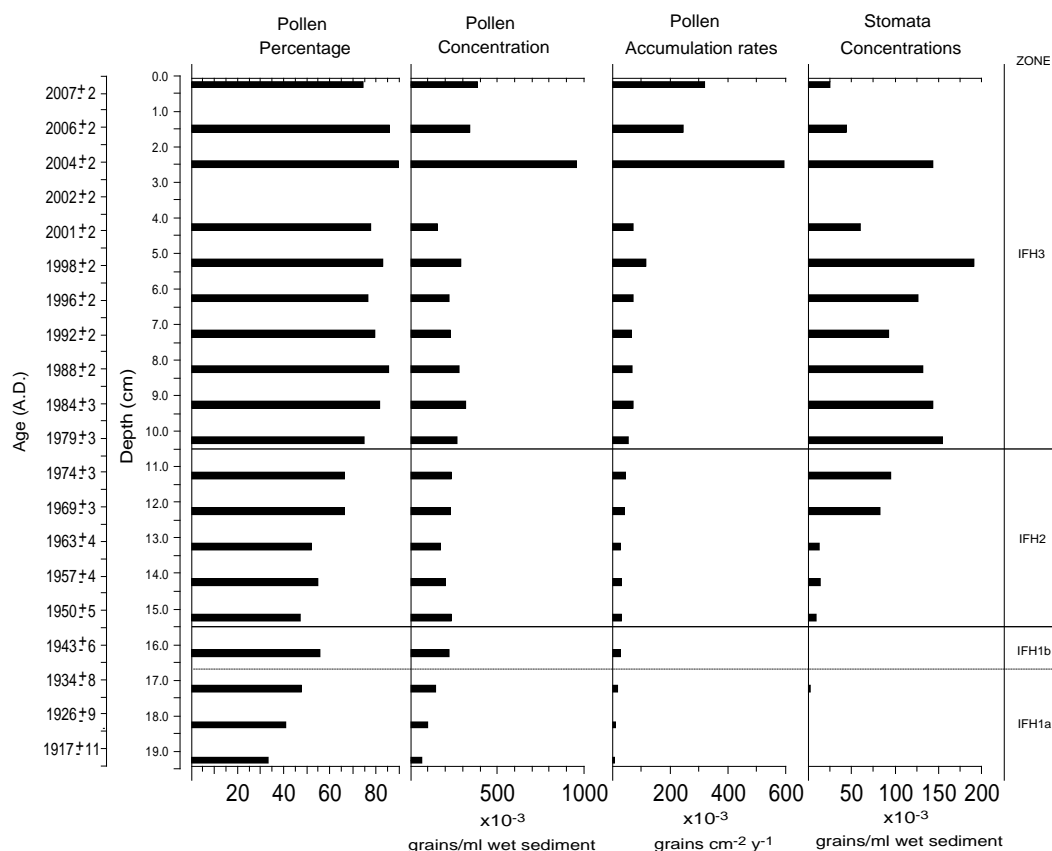 Pollen Percentage
Pollen Concentration
Pollen Accumulation rates
Stomata Concentrations
ZONE
Age (A.D.)
2007±2
2006±2
2004±2
2002±2
2001±2
1998±2
1996±2
1992±2
1988±2
1984±3
1979±3
1974±3
1969±3
1963±4
1957±4
1950±5
1943±6
1934±8
1926±9
1917±11
Depth (cm)
0.0
1.0
2.0
3.0
4.0
5.0
6.0
7.0
8.0
9.0
10.0
11.0
12.0
13.0
14.0
15.0
16.0
17.0
18.0
19.0
IFH3
IFH2
IFH1b
IFH1a
20 40 60 80
500 1000
x10⁻³
grains/ml wet sediment
200 400 600
x10⁻³
grains cm⁻² y⁻¹
50 100 150 200
x10⁻³
grains/ml wet sediment